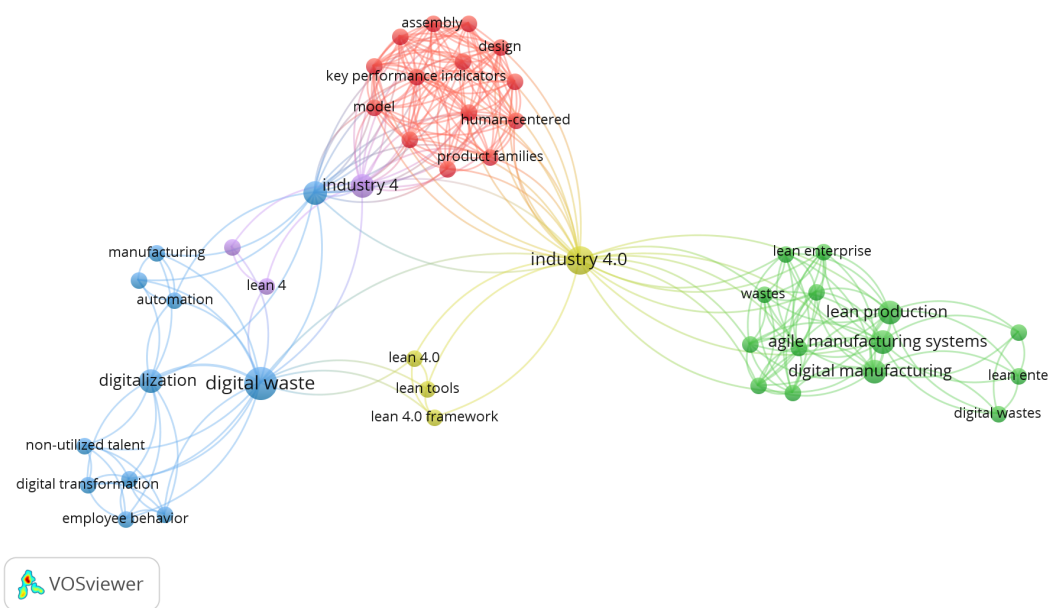 assembly
design
key performance indicators
model
human-centered
product families
industry 4
manufacturing
lean 4
automation
industry 4.0
lean enterprise
wastes
lean production
agile manufacturing systems
digital manufacturing
lean ente
digital wastes
lean 4.0
lean tools
lean 4.0 framework
digitalization
digital waste
non-utilized talent
digital transformation
employee behavior
VOSviewer